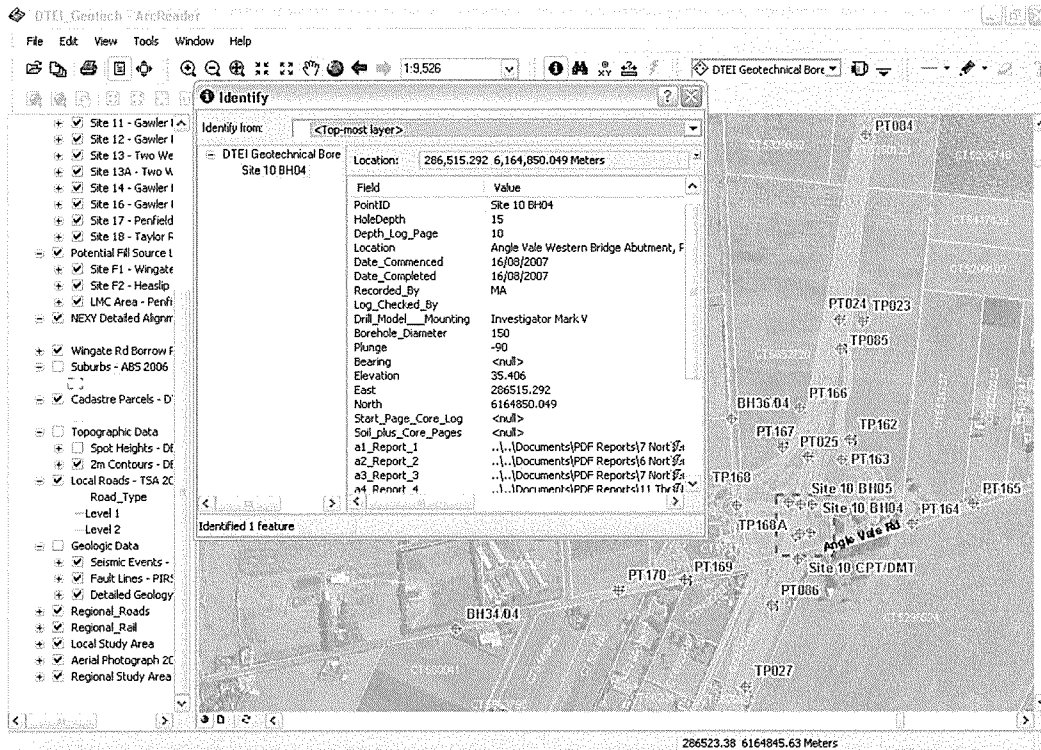 DTEI_Geotech - ArcReader
File Edit View Tools Window Help
1:9,526
DTEI Geotechnical Bore
Identify
Identify from: <Top-most layer>
DTEI Geotechnical Bore
Site 10 BH04
Location: 286,515.292 6,164,850.049 Meters
Field Value
PointID Site 10 BH04
HoleDepth 15
Depth_Log_Page 10
Location Angle Vale Western Bridge Abutment, F
Date_Commenced 16/08/2007
Date_Completed 16/08/2007
Recorded_By MA
Log_Checked_By
Drill_Model___Mounting Investigator Mark V
Borehole_Diameter 150
Plunge -90
Bearing <null>
Elevation 35.406
East 286515.292
North 6164850.049
Start_Page_Core_Log <null>
Soil_plus_Core_Pages <null>
a1_Report_1 ..\..\Documents\PDF Reports\7 Nort
a2_Report_2 ..\..\Documents\PDF Reports\6 Nort
a3_Report_3 ..\..\Documents\PDF Reports\7 Nort
a4_Report_4 ..\..\Documents\PDF Reports\11 Thr
Identified 1 feature
Site 11 - Gawler
Site 12 - Gawler
Site 13 - Two We
Site 13A - Two W
Site 14 - Gawler
Site 16 - Gawler
Site 17 - Penfield
Site 18 - Taylor R
Potential Fill Source L
Site F1 - Wingate
Site F2 - Heaslip
LMC Area - Penfi
NEXY Detailed Alignm
Wingate Rd Borrow P
Suburbs - ABS 2006
Cadastre Parcels - D
Topographic Data
Spot Heights - DE
2m Contours - DE
Local Roads - TSA 20
Road_Type
Level 1
Level 2
Geologic Data
Seismic Events -
Fault Lines - PIRS
Detailed Geology
Regional_Roads
Regional_Rail
Local Study Area
Aerial Photograph 20
Regional Study Area
PT084
PT024 TP023
TP085
PT166
BH36/04
PT167 TP162
PT025
PT163
TP168
Site 10 BH05
PT165
Site 10 BH04
PT164
TP168A
Angle Vale Rd
Site 10 CPT/DMT
PT170 PT169
PT086
BH34/04
TP027
286523.38 6164845.63 Meters